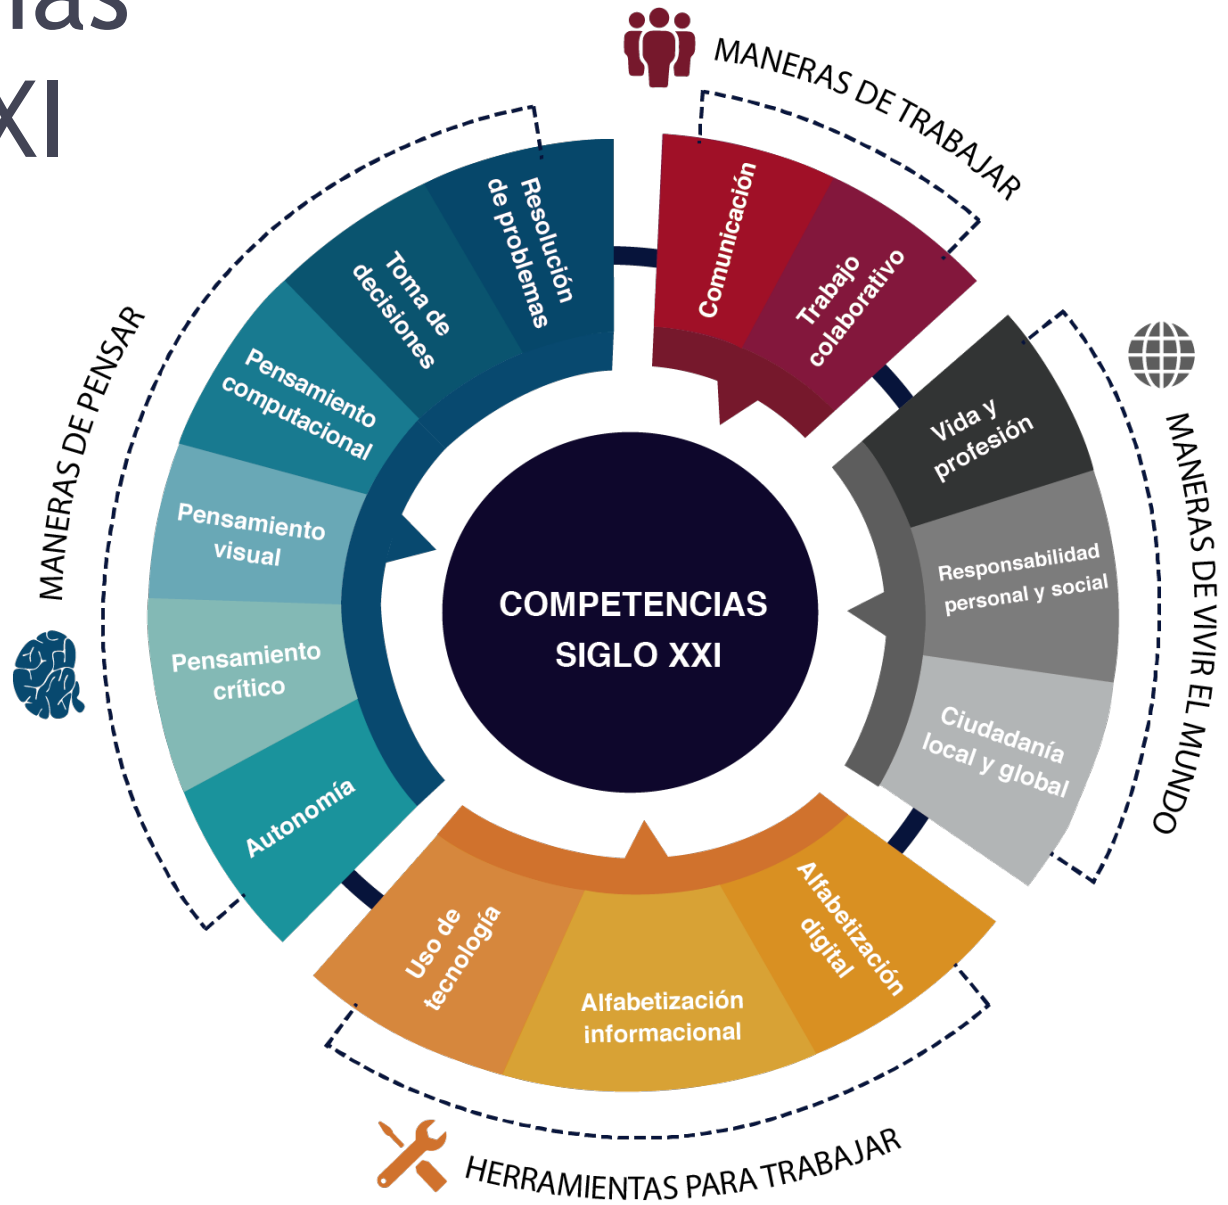 XI
MANERAS DE TRABAJAR
Comunicación
Trabajo
colaborativo
MANERAS DE VIVIR EL MUNDO
Vida y
profesión
Responsabilidad
personal y social
Ciudadanía
local y global
HERRAMIENTAS PARA TRABAJAR
Alfabetización
digital
Alfabetización
informacional
Uso de
tecnología
MANERAS DE PENSAR
Autonomía
Pensamiento
crítico
Pensamiento
visual
Pensamiento
computacional
Toma de
decisiones
Resolución
de problemas
COMPETENCIAS
SIGLO XXI